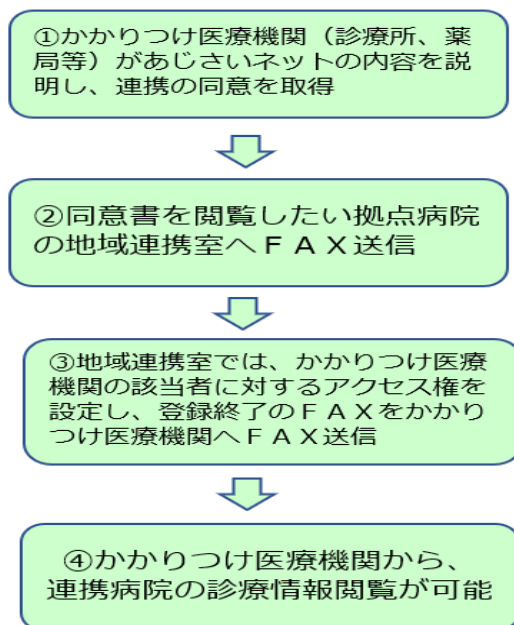 ①かかりつけ医療機関（診療所、薬
局等）があじさいネットの内容を説
明し、連携の同意を取得
②同意書を閲覧したい拠点病院
の地域連携室へＦＡＸ送信
③地域連携室では、かかりつけ医療
機関の該当者に対するアクセス権を
設定し、登録終了のＦＡＸをかかり
つけ医療機関へＦＡＸ送信
④かかりつけ医療機関から、
連携病院の診療情報閲覧が可能